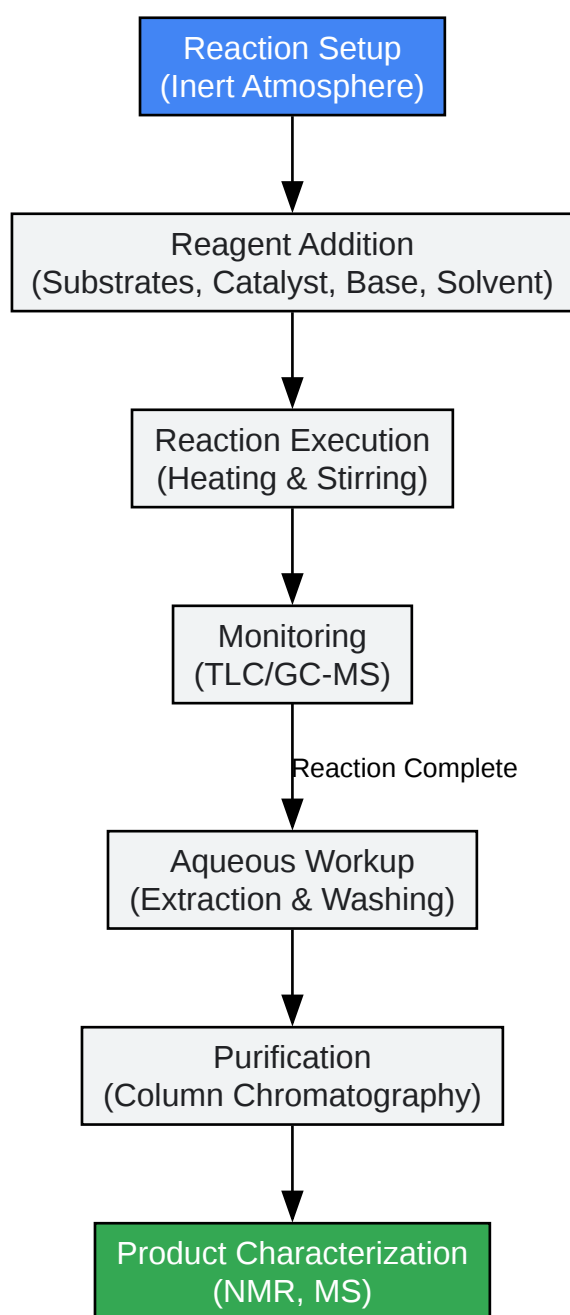 Reaction Setup
(Inert Atmosphere)
Reagent Addition
(Substrates, Catalyst, Base, Solvent)
Reaction Execution
(Heating & Stirring)
Monitoring
(TLC/GC-MS)
Reaction Complete
Aqueous Workup
(Extraction & Washing)
Purification
(Column Chromatography)
Product Characterization
(NMR, MS)